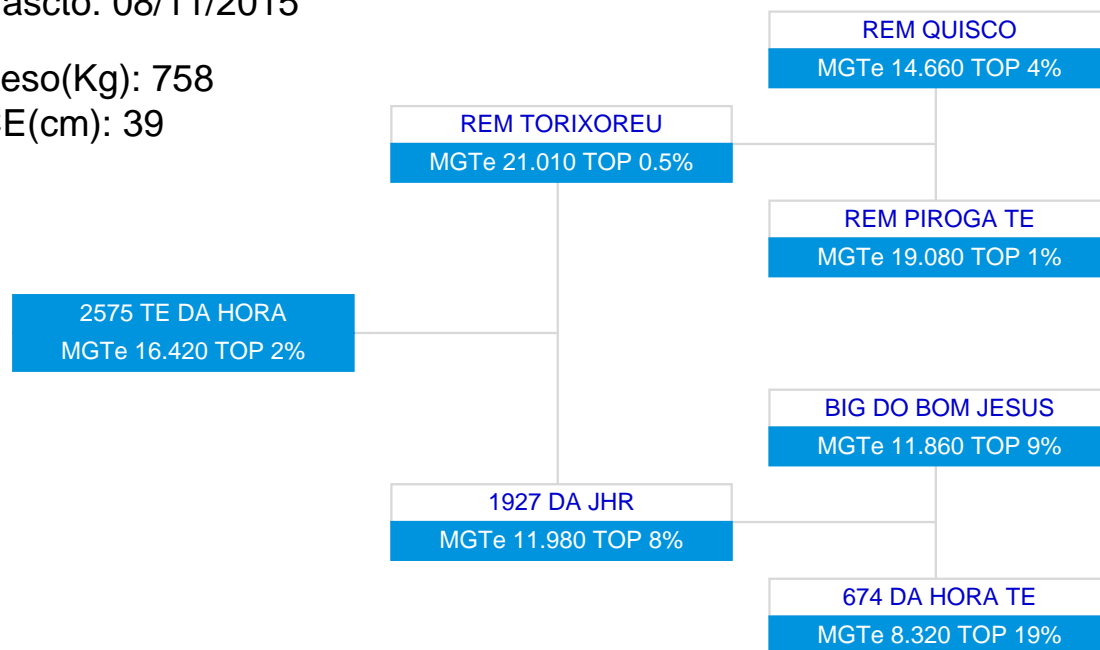 ascto: 08/11/2015
eso(Kg): 758
E(cm): 39
REM QUISCO
MGTe 14.660 TOP 4%
REM TORIXOREU
MGTe 21.010 TOP 0.5%
REM PIROGA TE
MGTe 19.080 TOP 1%
2575 TE DA HORA
MGTe 16.420 TOP 2%
BIG DO BOM JESUS
MGTe 11.860 TOP 9%
1927 DA JHR
MGTe 11.980 TOP 8%
674 DA HORA TE
MGTe 8.320 TOP 19%